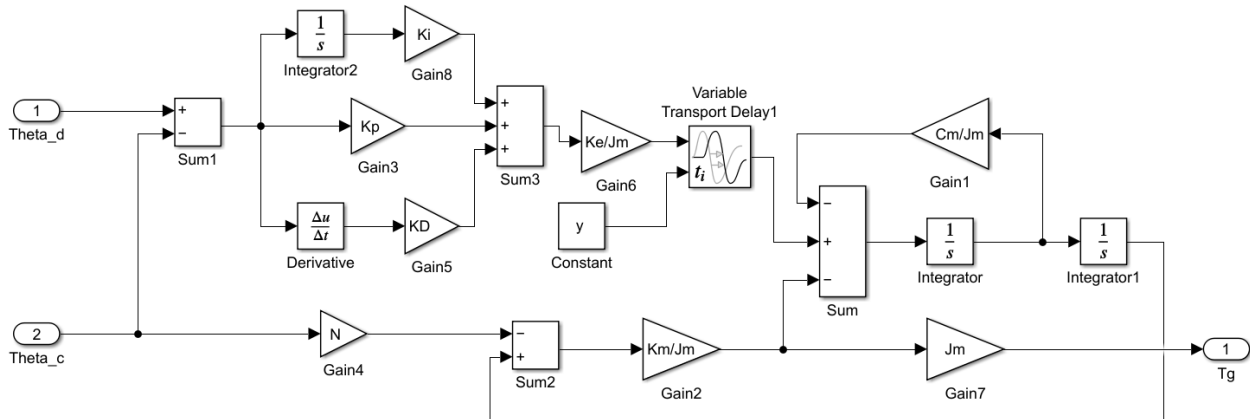 1
s
Integrator2
Ki
Gain8
1
Theta_d
+
−
Sum1
Kp
Gain3
Δu
Δt
Derivative
KD
Gain5
+
+
+
Sum3
Ke/Jm
Gain6
Variable
Transport Delay1
ti
y
Constant
Cm/Jm
Gain1
−
+
−
Sum
1
s
Integrator
1
s
Integrator1
2
Theta_c
N
Gain4
−
+
Sum2
Km/Jm
Gain2
Jm
Gain7
1
Tg